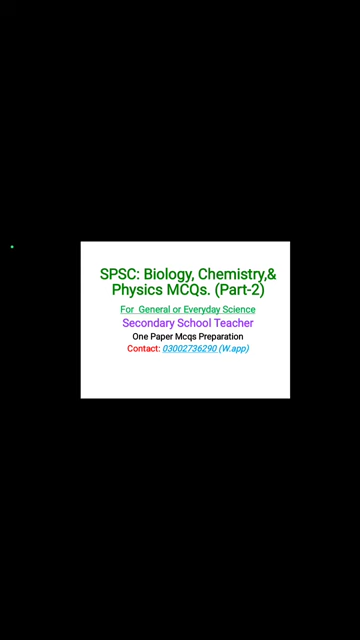 SPSC: Biology, Chemistry,&
Physics MCQs. (Part-2)
For General or Everyday Science
Secondary School Teacher
One Paper Mcqs Preparation
Contact: 03002736290 (W.app)